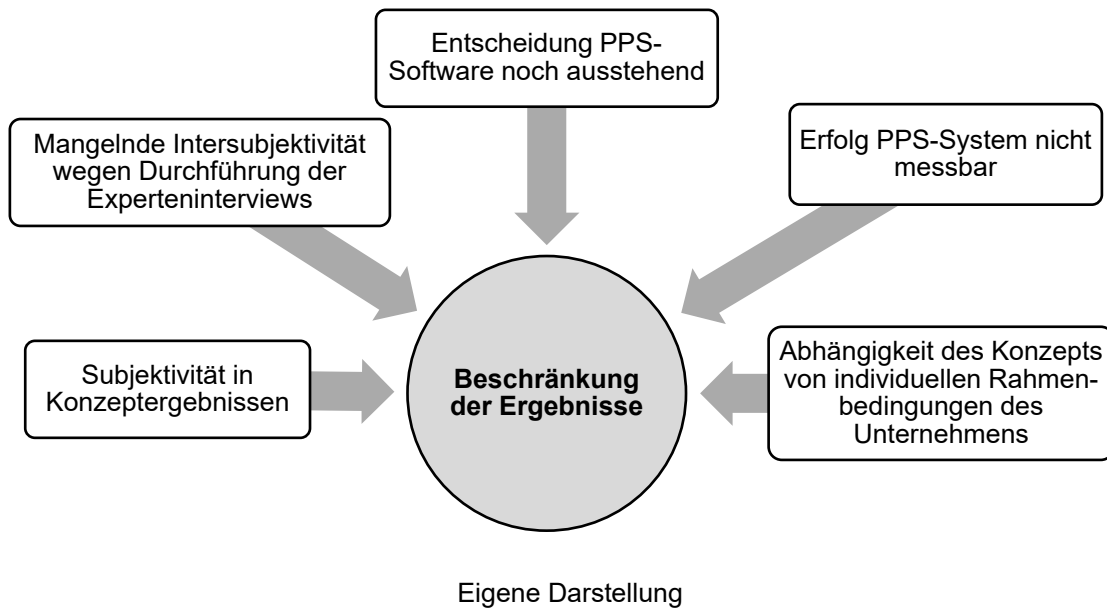 Entscheidung PPS-
Software noch ausstehend
Mangelnde Intersubjektivität
wegen Durchführung der
Experteninterviews
Erfolg PPS-System nicht
messbar
Subjektivität in
Konzeptergebnissen
Beschränkung
der Ergebnisse
Abhängigkeit des Konzepts
von individuellen Rahmen-
bedingungen des
Unternehmens
Eigene Darstellung